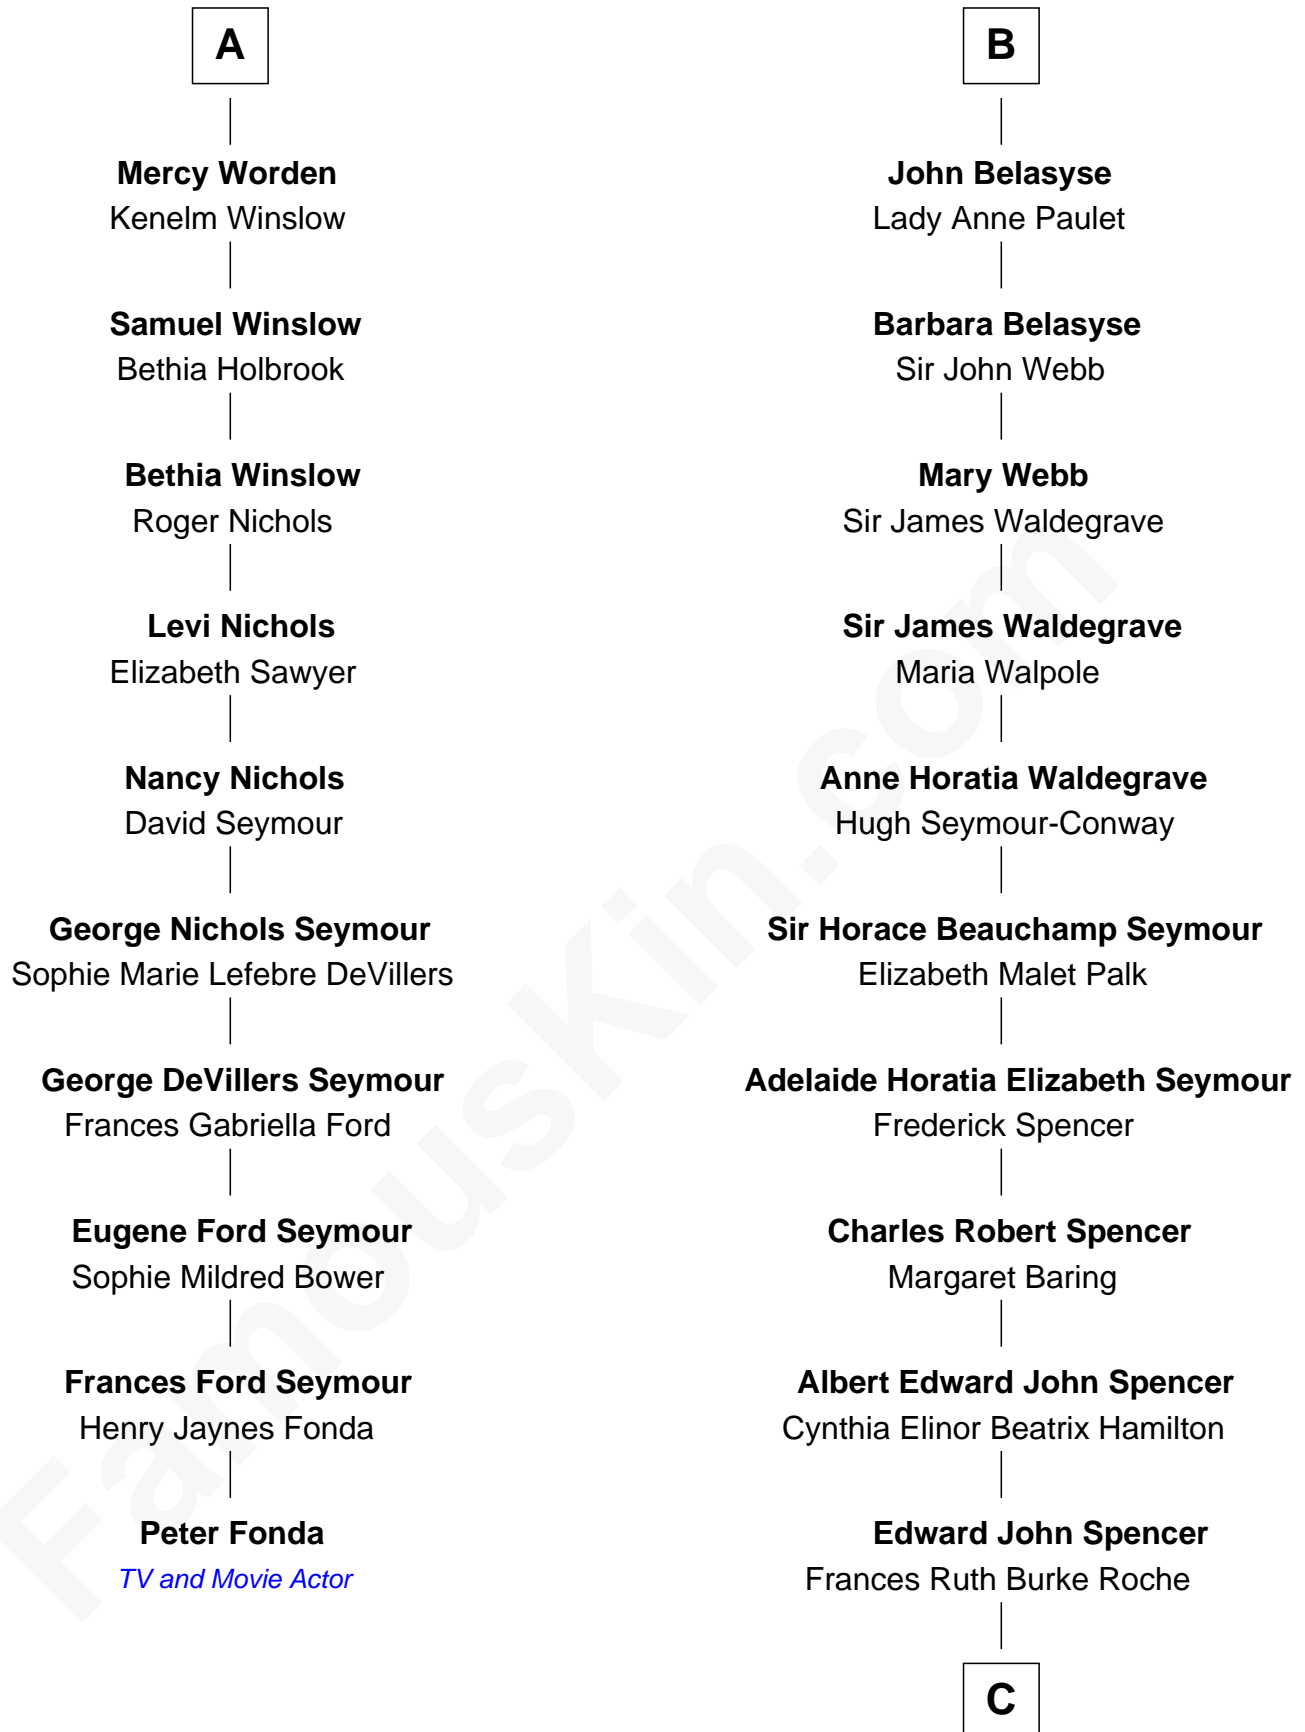 A
Mercy Worden
Kenelm Winslow
Samuel Winslow
Bethia Holbrook
Bethia Winslow
Roger Nichols
Levi Nichols
Elizabeth Sawyer
Nancy Nichols
David Seymour
George Nichols Seymour
Sophie Marie Lefebre DeVillers
George DeVillers Seymour
Frances Gabriella Ford
Eugene Ford Seymour
Sophie Mildred Bower
Frances Ford Seymour
Henry Jaynes Fonda
Peter Fonda
TV and Movie Actor
B
John Belasyse
Lady Anne Paulet
Barbara Belasyse
Sir John Webb
Mary Webb
Sir James Waldegrave
Sir James Waldegrave
Maria Walpole
Anne Horatia Waldegrave
Hugh Seymour-Conway
Sir Horace Beauchamp Seymour
Elizabeth Malet Palk
Adelaide Horatia Elizabeth Seymour
Frederick Spencer
Charles Robert Spencer
Margaret Baring
Albert Edward John Spencer
Cynthia Elinor Beatrix Hamilton
Edward John Spencer
Frances Ruth Burke Roche
C
FamousKin.com